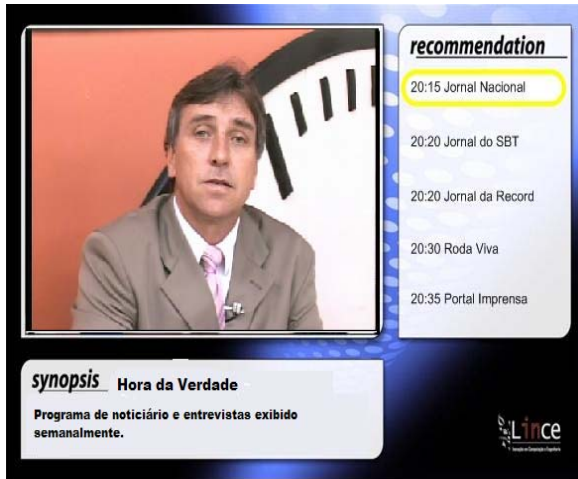 recommendation
20:15 Jornal Nacional
20:20 Jornal do SBT
20:20 Jornal da Record
20:30 Roda Viva
20:35 Portal Imprensa
synopsis Hora da Verdade
Programa de noticiário e entrevistas exibido
semanalmente.
Lince